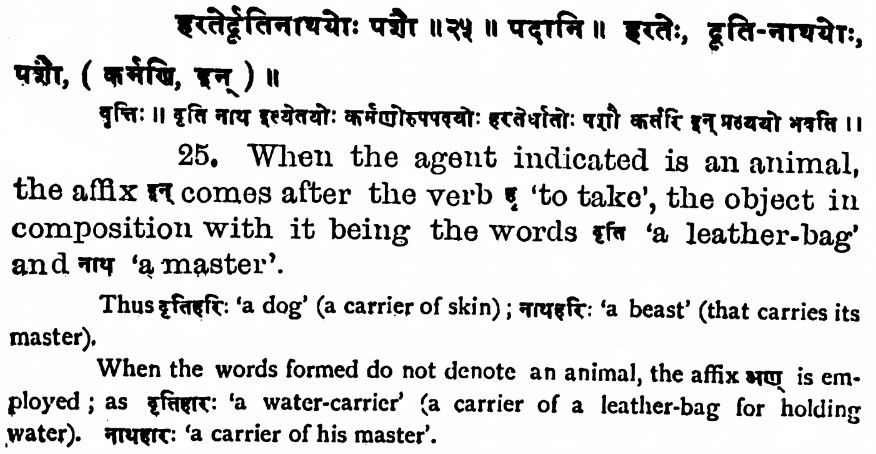 हरतेर्दृतिनाथयोः पशौ ॥२५॥ पदानि॥ हरतेः, दृति-नाथयोः,
पशौ, ( कर्मणि, इन् ) ॥
वृत्तिः॥ दृति नाथ इत्येतयोः कर्मणोरुपपदयोः हरतेर्धातोः पशौ कर्त्तरि इन् प्रत्ययो भवति॥
25. When the agent indicated is an animal,
the affix इन् comes after the verb हृ 'to take', the object in
composition with it being the words दृति 'a leather-bag'
and नाथ 'a master'.
Thus दृतिहरिः 'a dog' (a carrier of skin); नाथहरिः 'a beast' (that carries its
master).
When the words formed do not denote an animal, the affix अण् is em-
ployed; as दृतिहारः 'a water-carrier' (a carrier of a leather-bag for holding
water). नाथहारः 'a carrier of his master'.